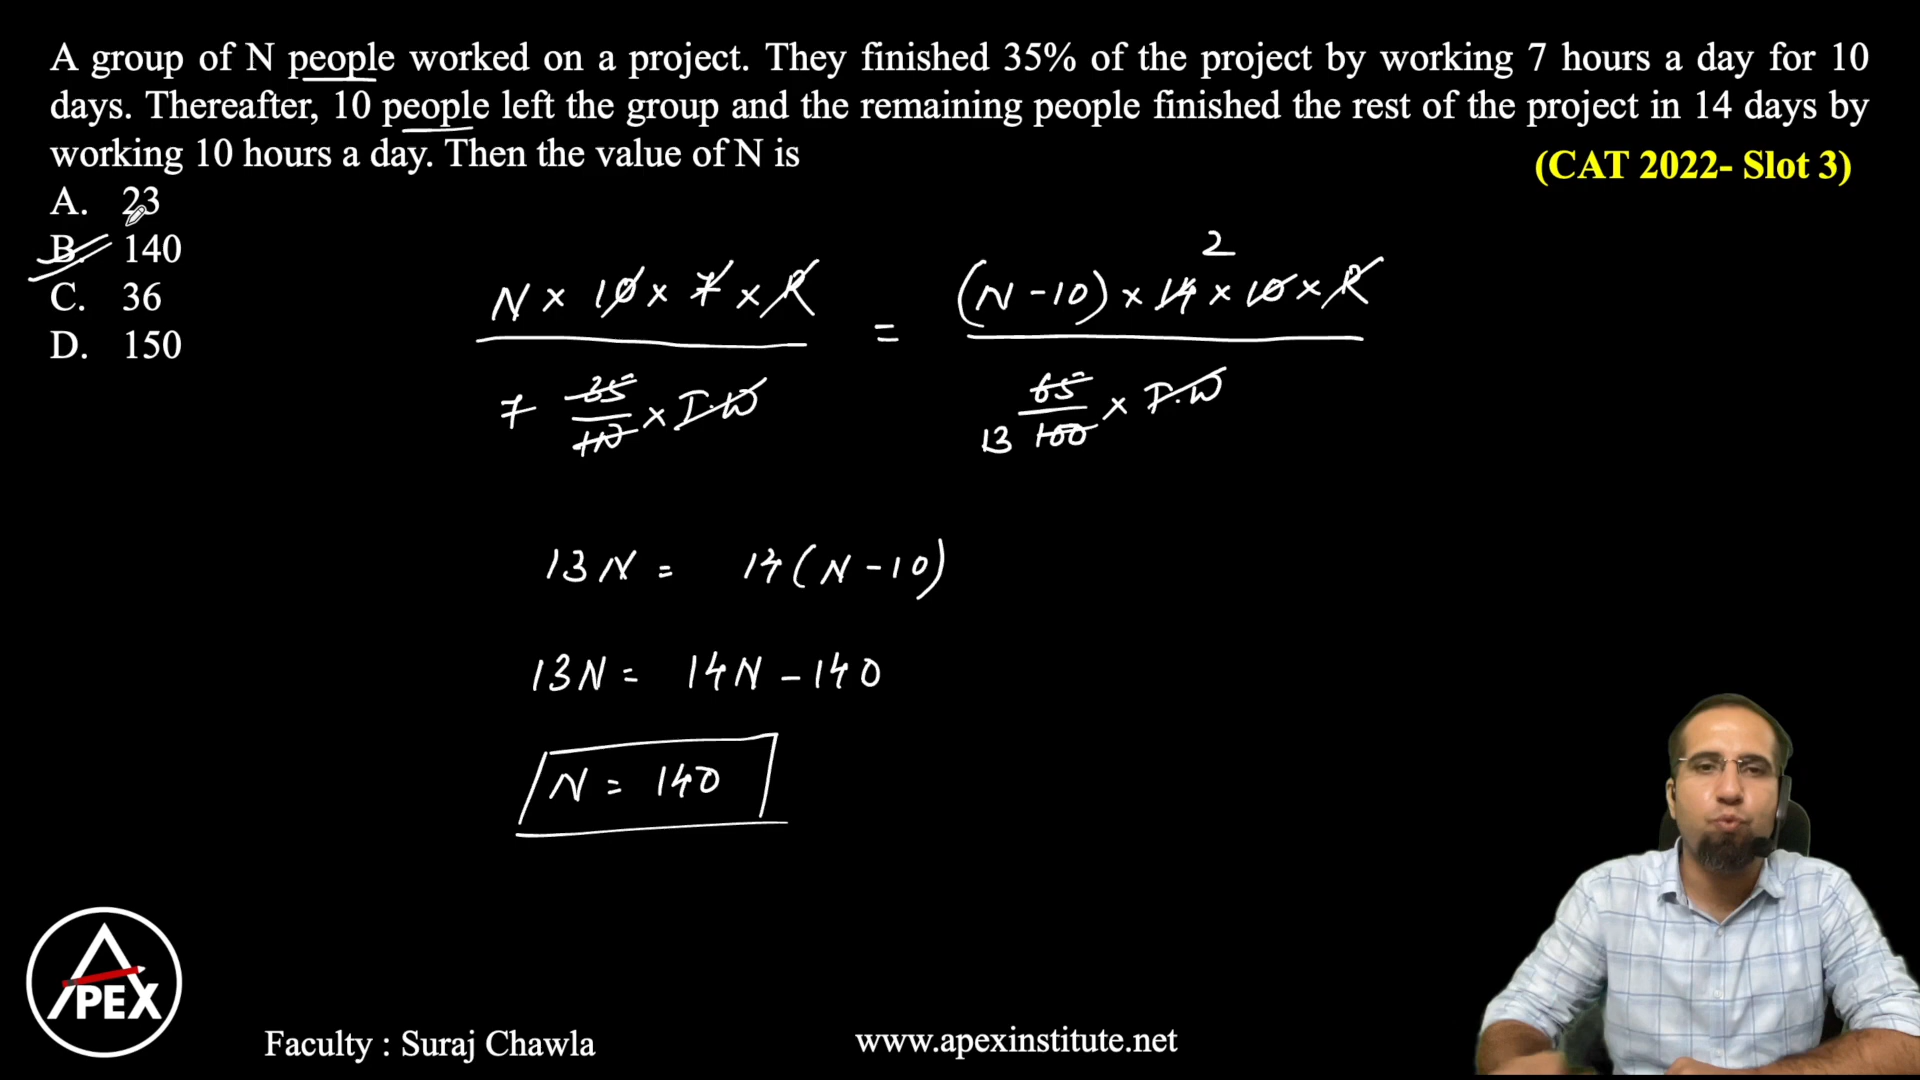 A group of N people worked on a project. They finished 35% of the project by working 7 hours a day for 10
days. Thereafter, 10 people left the group and the remaining people finished the rest of the project in 14 days by
working 10 hours a day. Then the value of N is
(CAT 2022- Slot 3)
A. 23
B. 140
C. 36
D. 150
2
N × 10 × 7 × R = (N - 10) × 14 × 10 × R
7 35/100 × T.W 13 65/100 × T.W
13N = 14(N - 10)
13N = 14N - 140
N = 140
APEX
Faculty : Suraj Chawla
www.apexinstitute.net